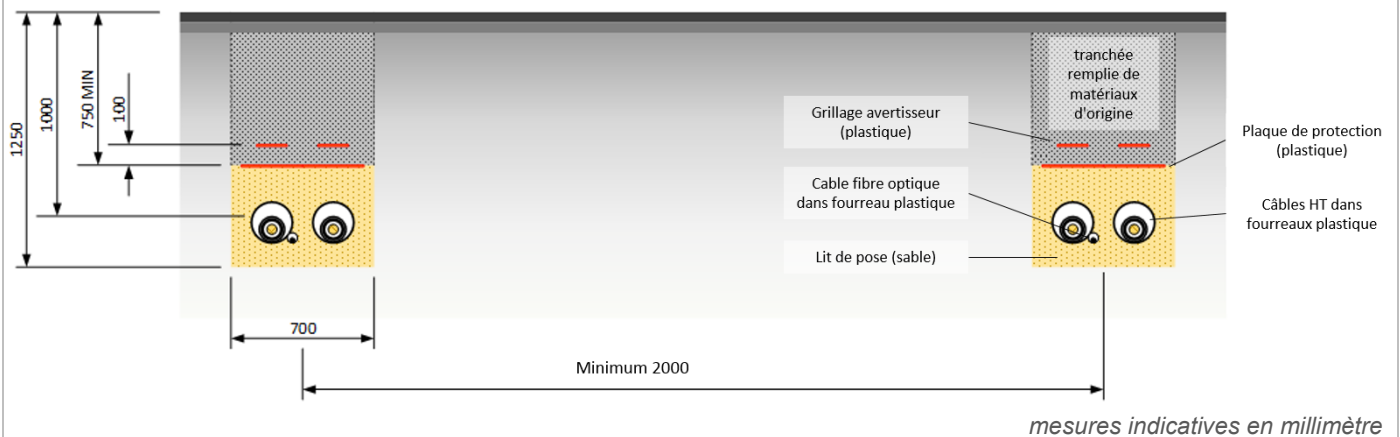 1250
1000
750 MIN
100
700
Minimum 2000
Grillage avertisseur
(plastique)
Cable fibre optique
dans fourreau plastique
Lit de pose (sable)
tranchée
remplie de
matériaux
d'origine
Plaque de protection
(plastique)
Câbles HT dans
fourreaux plastique
mesures indicatives en millimètre